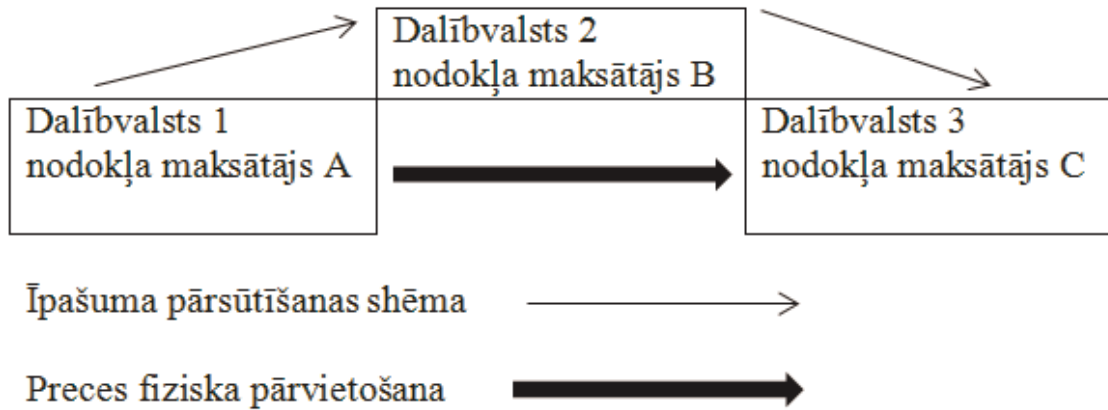 Dalībvalsts 2
nodokļa maksātājs B
Dalībvalsts 1
nodokļa maksātājs A
Dalībvalsts 3
nodokļa maksātājs C
Īpašuma pārsūtīšanas shēma
Preces fiziska pārvietošana